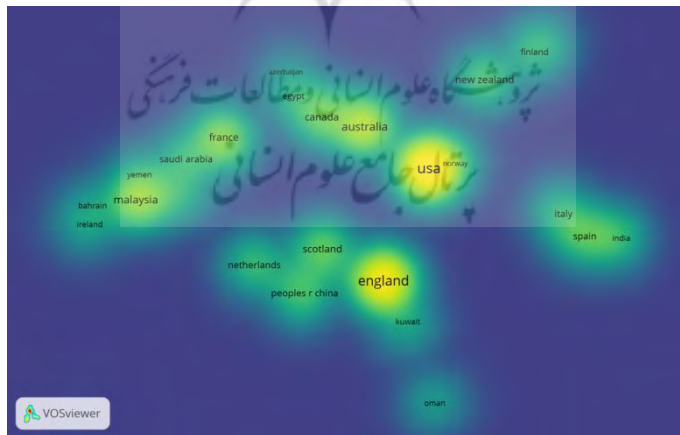 finland
azerbaijan
new zealand
egypt
پژوهشگاه علوم انسانی و مطالعات فرهنگی
canada
australia
france
saudi arabia
usa
norway
پرتال جامع علوم انسانی
yemen
malaysia
bahrain
italy
ireland
spain
india
scotland
netherlands
england
peoples r china
kuwait
oman
VOSviewer